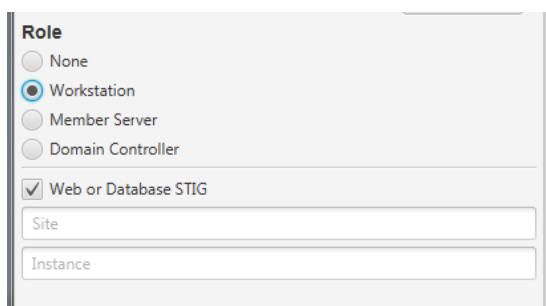 Role
None
Workstation
Member Server
Domain Controller
Web or Database STIG
Site
Instance